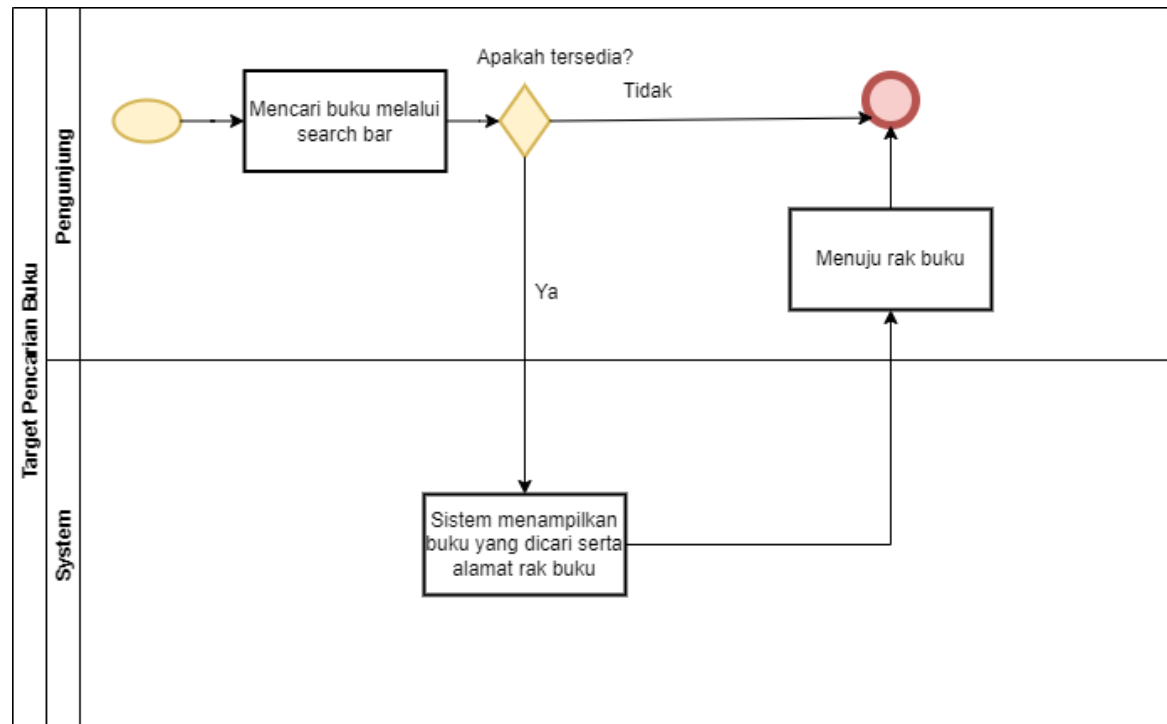 Target Pencarian Buku
Pengunjung
Apakah tersedia?
Mencari buku melalui
search bar
Tidak
Ya
Menuju rak buku
System
Sistem menampilkan
buku yang dicari serta
alamat rak buku